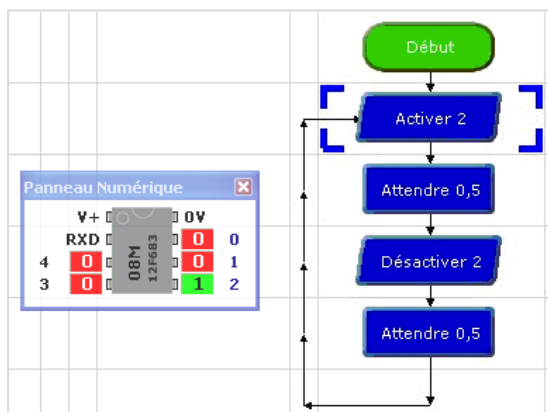 Début
Activer 2
Attendre 0,5
Désactiver 2
Attendre 0,5
Panneau Numérique
V+ 0V
RXD 0 0
4 0 0 1
3 0 1 2
08M
12F683